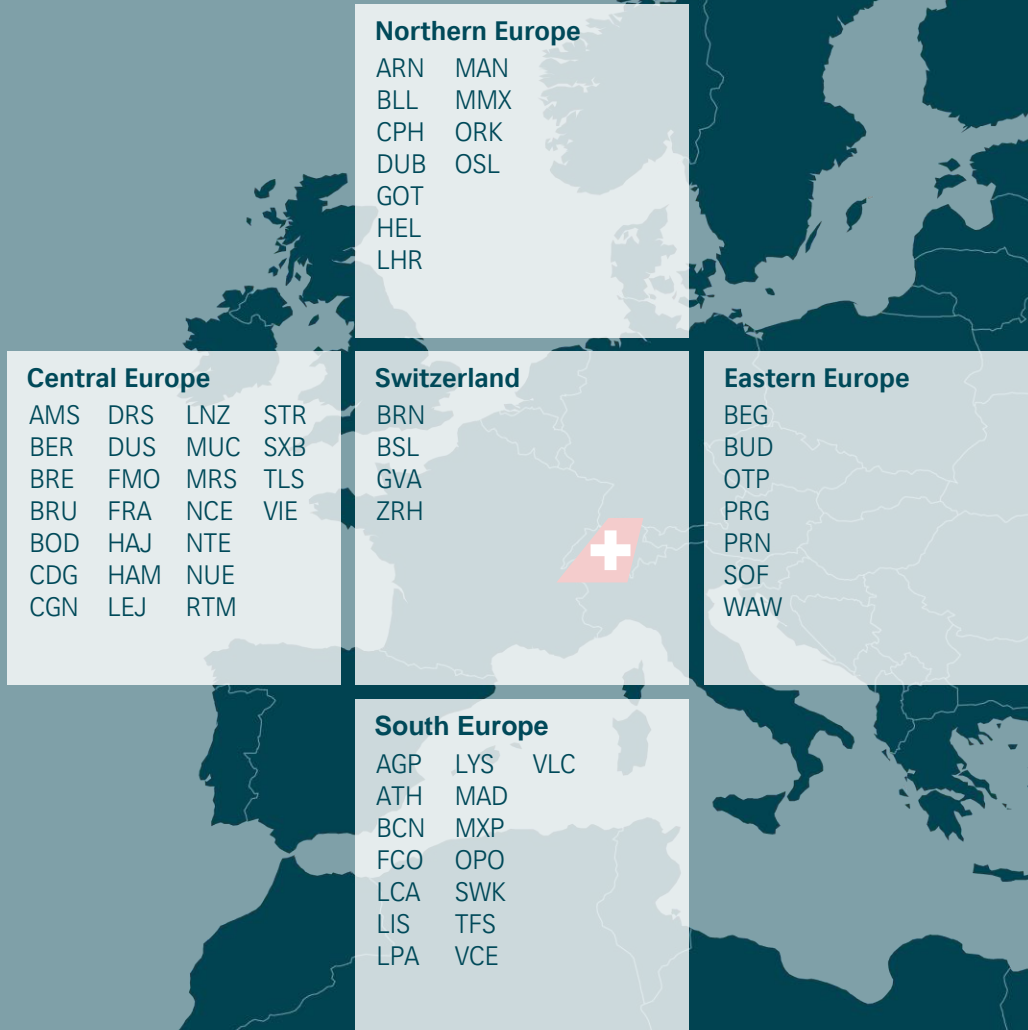 Northern Europe
ARN MAN
BLL MMX
CPH ORK
DUB OSL
GOT
HEL
LHR
Central Europe
AMS DRS LNZ STR
BER DUS MUC SXB
BRE FMO MRS TLS
BRU FRA NCE VIE
BOD HAJ NTE
CDG HAM NUE
CGN LEJ RTM
Switzerland
BRN
BSL
GVA
ZRH
Eastern Europe
BEG
BUD
OTP
PRG
PRN
SOF
WAW
South Europe
AGP LYS VLC
ATH MAD
BCN MXP
FCO OPO
LCA SWK
LIS TFS
LPA VCE